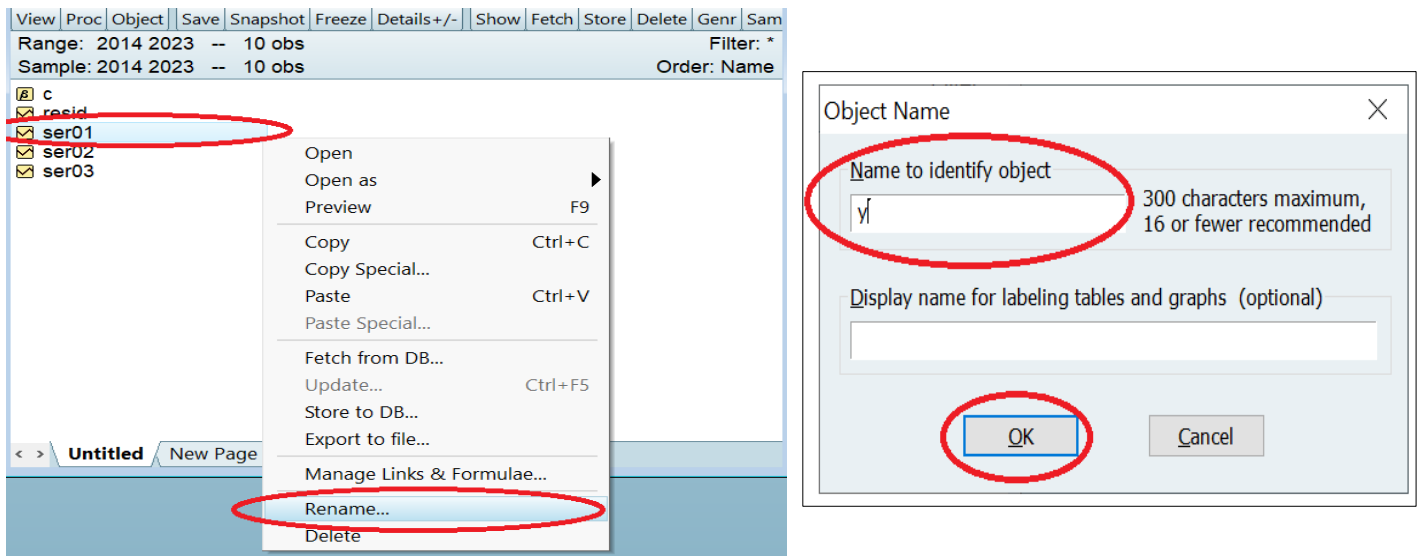 View Proc Object Save Snapshot Freeze Details+/- Show Fetch Store Delete Genr Sam
Range: 2014 2023 -- 10 obs Filter: *
Sample: 2014 2023 -- 10 obs Order: Name
β c
resid
ser01
ser02
ser03
Open
Open as
Preview F9
Copy Ctrl+C
Copy Special...
Paste Ctrl+V
Paste Special...
Fetch from DB...
Update... Ctrl+F5
Store to DB...
Export to file...
Manage Links & Formulae...
Rename...
Delete
< > Untitled New Page
Object Name
Name to identify object
y
300 characters maximum,
16 or fewer recommended
Display name for labeling tables and graphs (optional)
OK Cancel